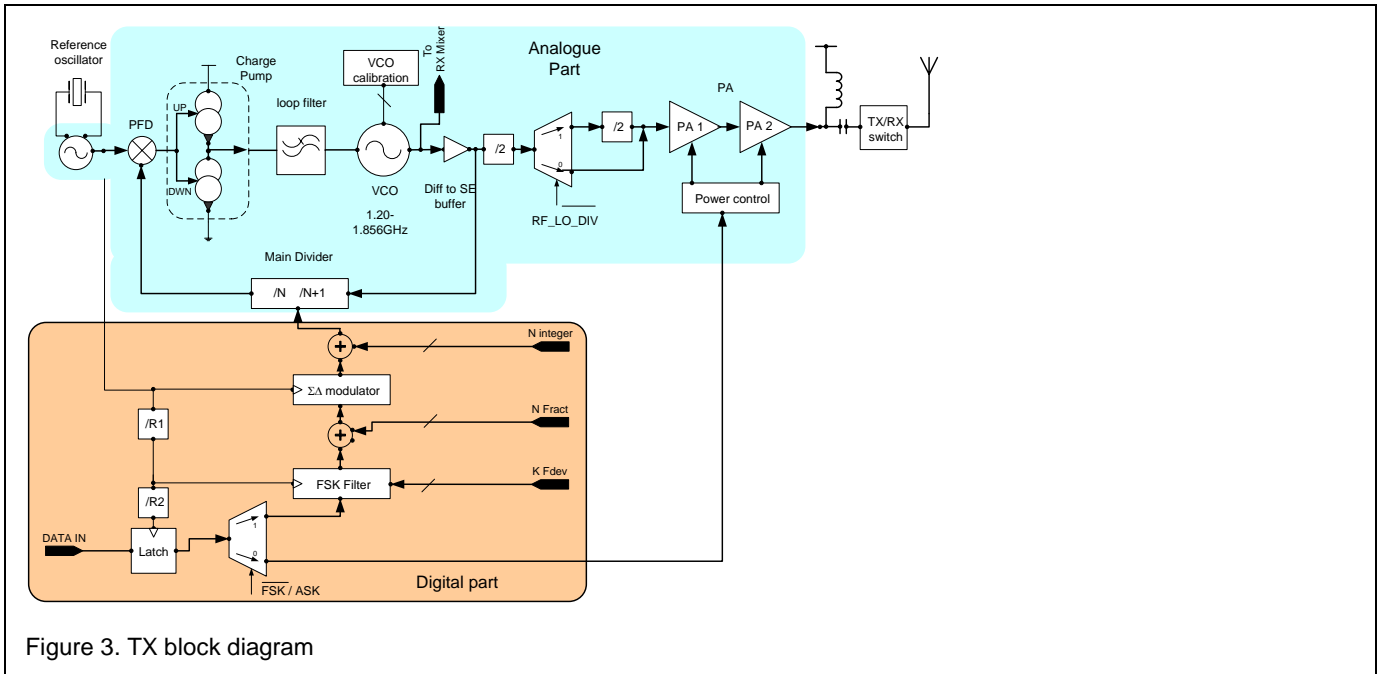 Reference
oscillator
Charge
Pump
UP
DWN
PFD
loop filter
VCO
calibration
VCO
1.20-
1.856GHz
To
RX Mixer
Diff to SE
buffer
/2
Analogue
Part
1
0
RF_LO_DIV
/2
PA
PA 1
PA 2
Power control
TX/RX
switch
Main Divider
/N /N+1
N integer
ΣΔ modulator
N Fract
/R1
K Fdev
FSK Filter
/R2
DATA IN
Latch
1
0
FSK / ASK
Digital part
Figure 3. TX block diagram